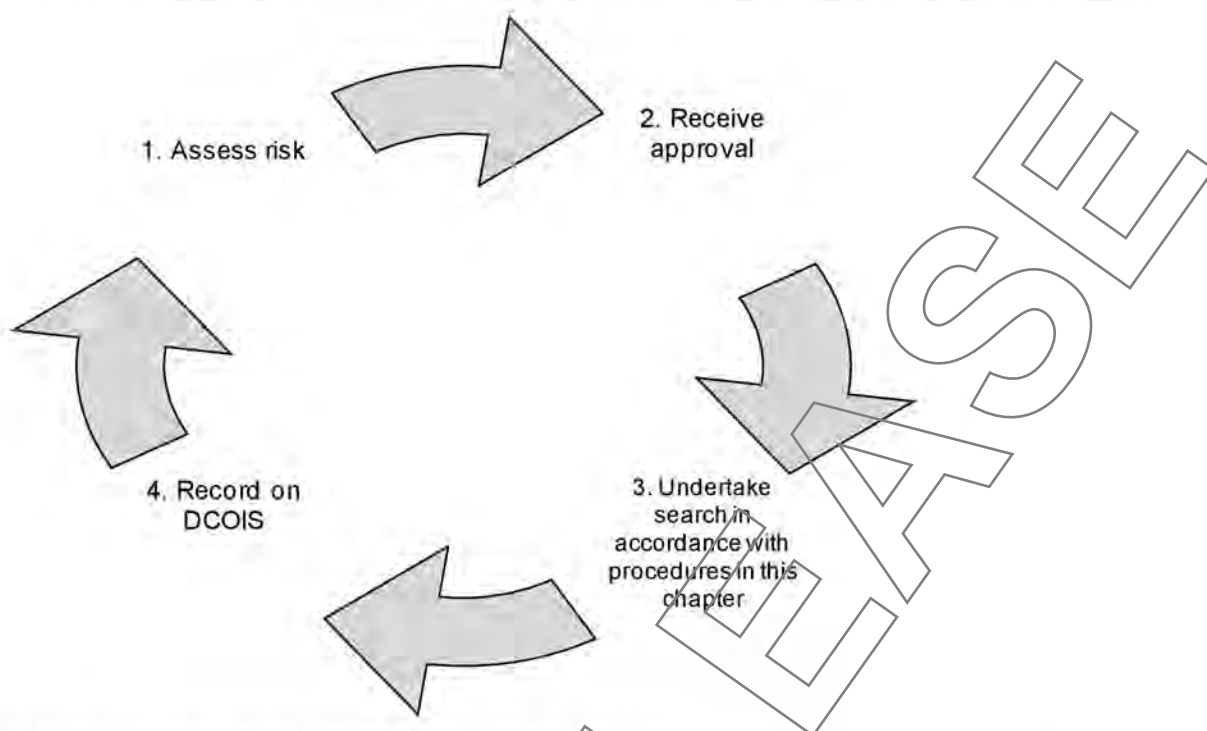 1. Assess risk
2. Receive
approval
3. Undertake
search in
accordance with
procedures in this
chapter
4. Record on
DCOIS
EASE